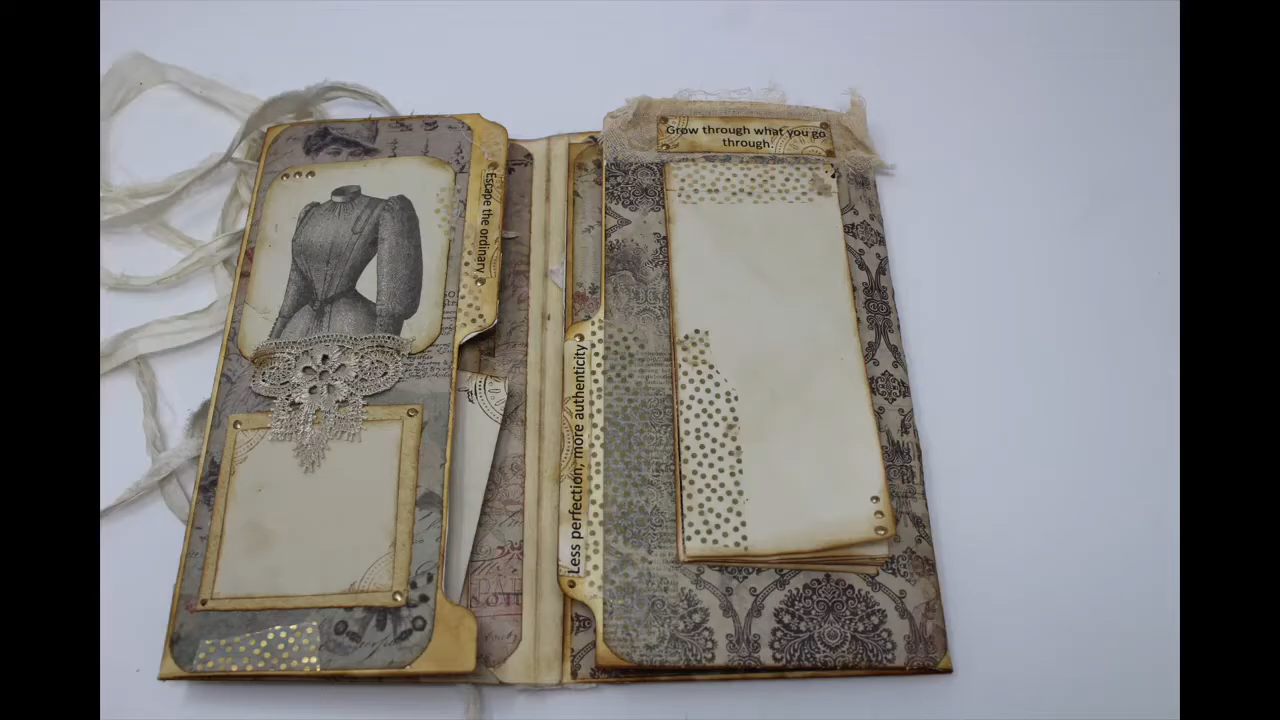 Escape the ordinary
Less perfection, more authenticity
Grow through what you go
through.